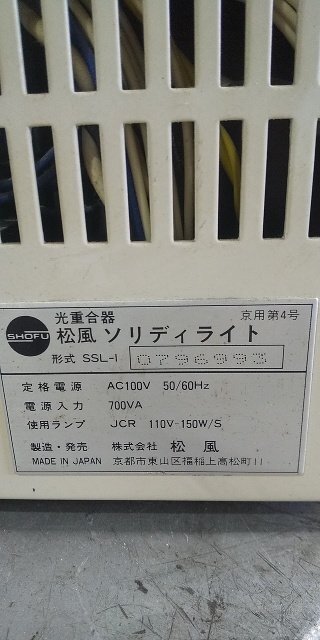 光重合器
京用第4号
SHOFU
松風 ソリディライト
形式 SSL-I 0796993
定格電源 AC100V 50/60Hz
電源入力 700VA
使用ランプ JCR 110V-150W/S
製造・発売 株式会社 松風
MADE IN JAPAN 京都市東山区福稲上高松町11